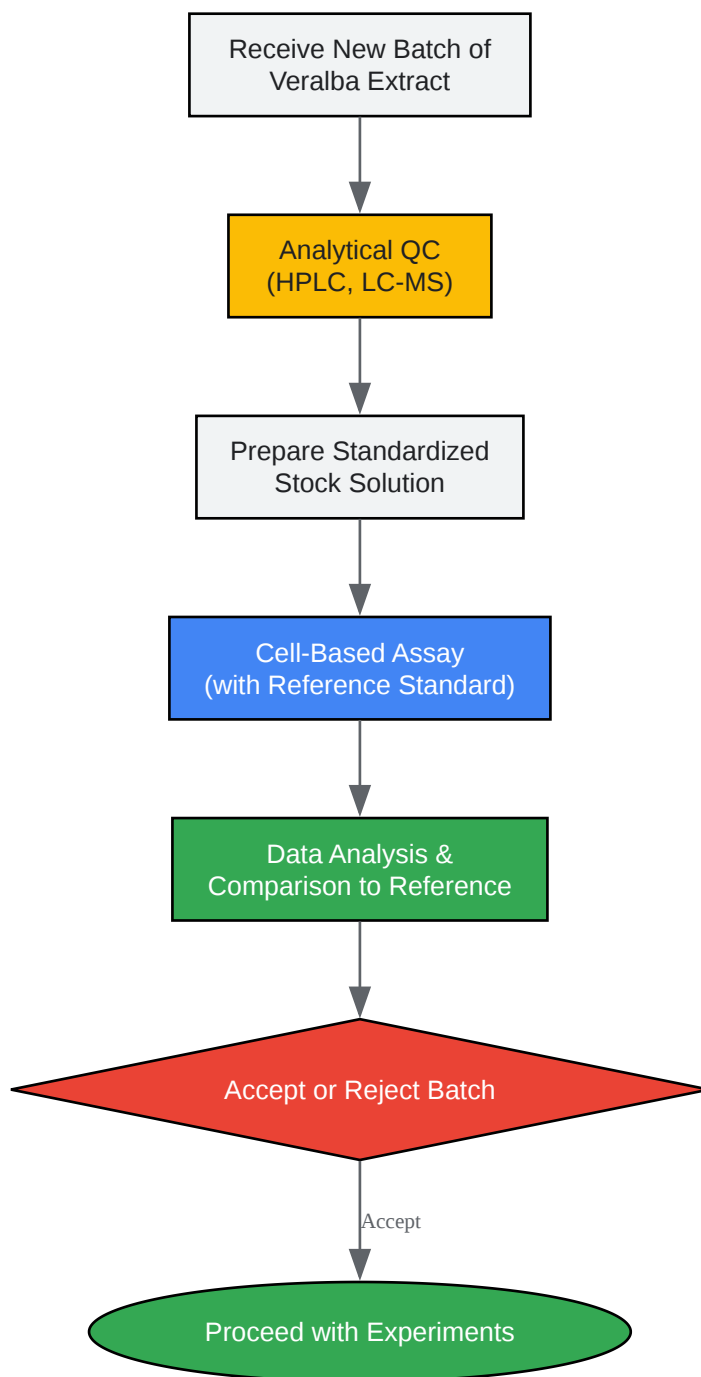 Receive New Batch of
Veralba Extract
Analytical QC
(HPLC, LC-MS)
Prepare Standardized
Stock Solution
Cell-Based Assay
(with Reference Standard)
Data Analysis &
Comparison to Reference
Accept or Reject Batch
Accept
Proceed with Experiments